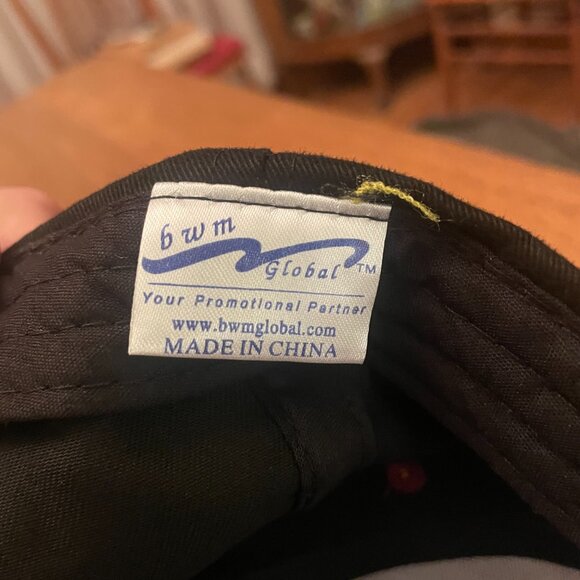 bwm
Global™
Your Promotional Partner
www.bwmglobal.com
MADE IN CHINA